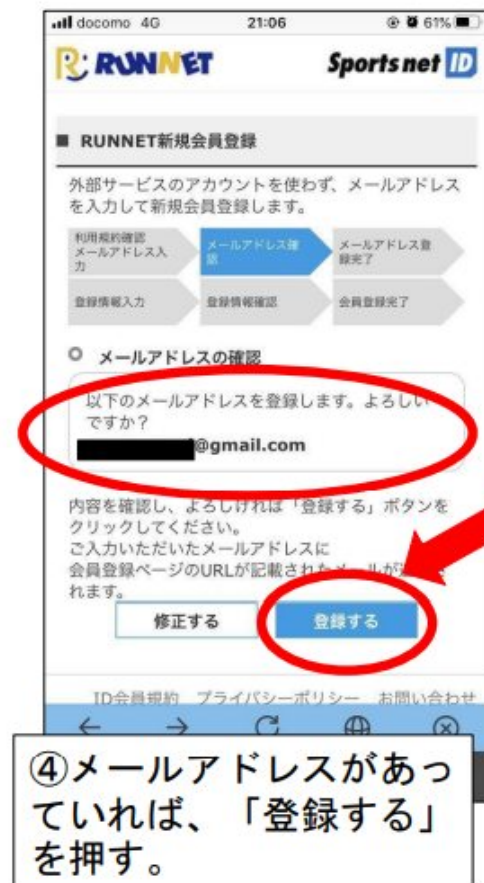 docomo 4G 21:06 61%
RUNNET Sports net ID
■ RUNNET新規会員登録
外部サービスのアカウントを使わず、メールアドレス
を入力して新規会員登録します。
利用規約確認
メールアドレス入
力
メールアドレス確
認
メールアドレス登
録完了
登録情報入力
登録情報確認
会員登録完了
メールアドレスの確認
以下のメールアドレスを登録します。よろしい
ですか?
@gmail.com
内容を確認し、よろしければ「登録する」ボタンを
クリックしてください。
ご入力いただいたメールアドレスに
会員登録ページのURLが記載されたメールが
れます。
修正する
登録する
ID会員規約 プライバシーポリシー お問い合わせ
④メールアドレスがあっ
ていれば、「登録する」
を押す。